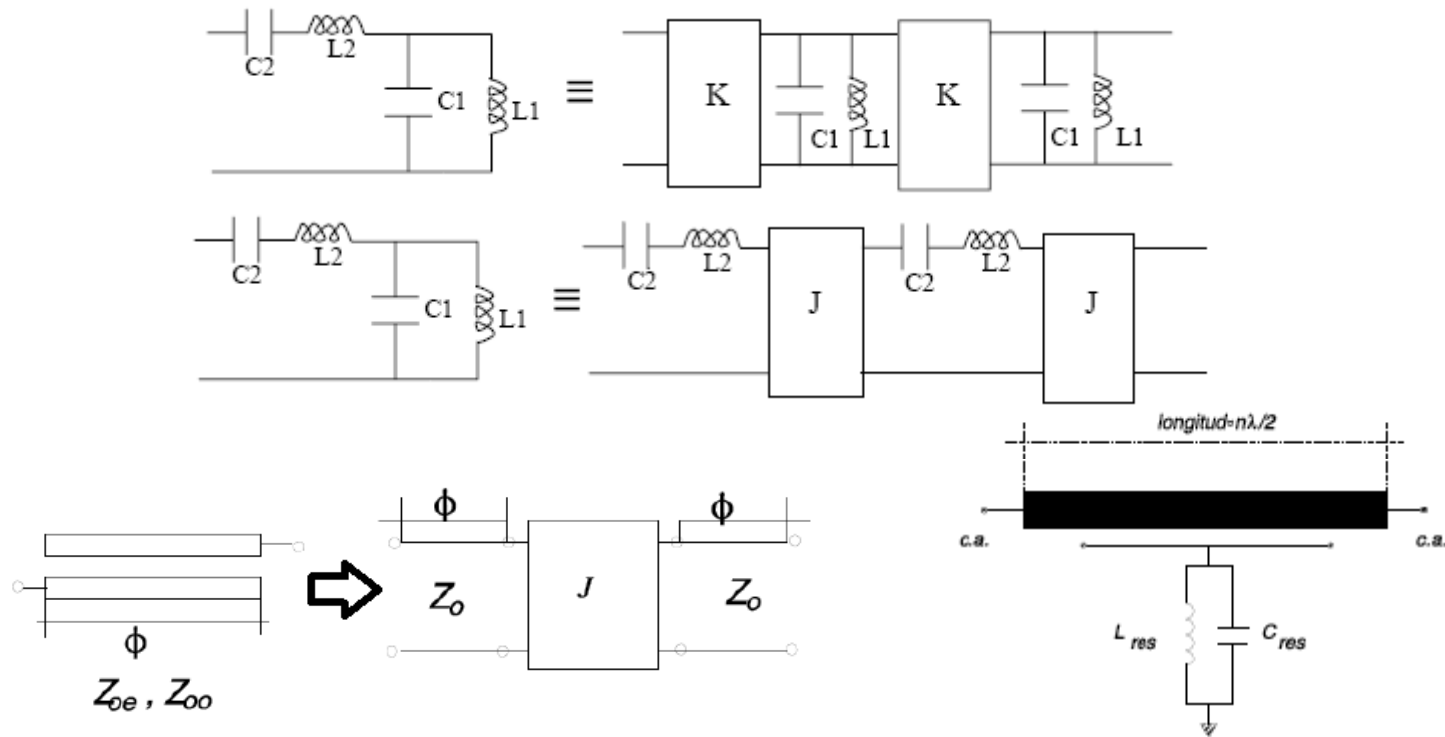 C2
L2
C1
L1
≡
K
C1
L1
K
C1
L1
C2
L2
C1
L1
≡
C2
L2
J
C2
L2
J
longitud=nλ/2
c.a.
c.a.
L res
C res
ϕ
Zoe , Zoo
ϕ
ϕ
Zo
J
Zo